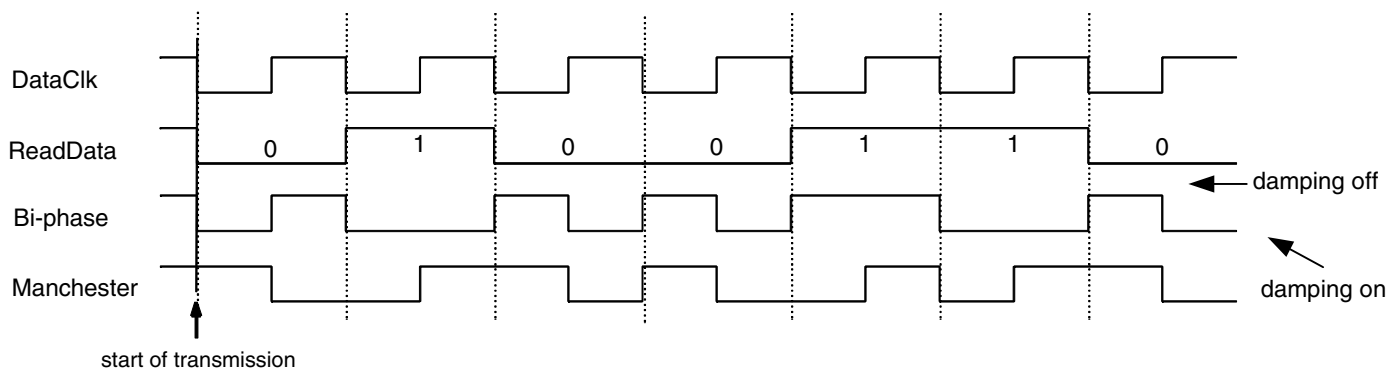 DataClk
ReadData 0 1 0 0 1 1 0
damping off
Bi-phase
Manchester
damping on
start of transmission